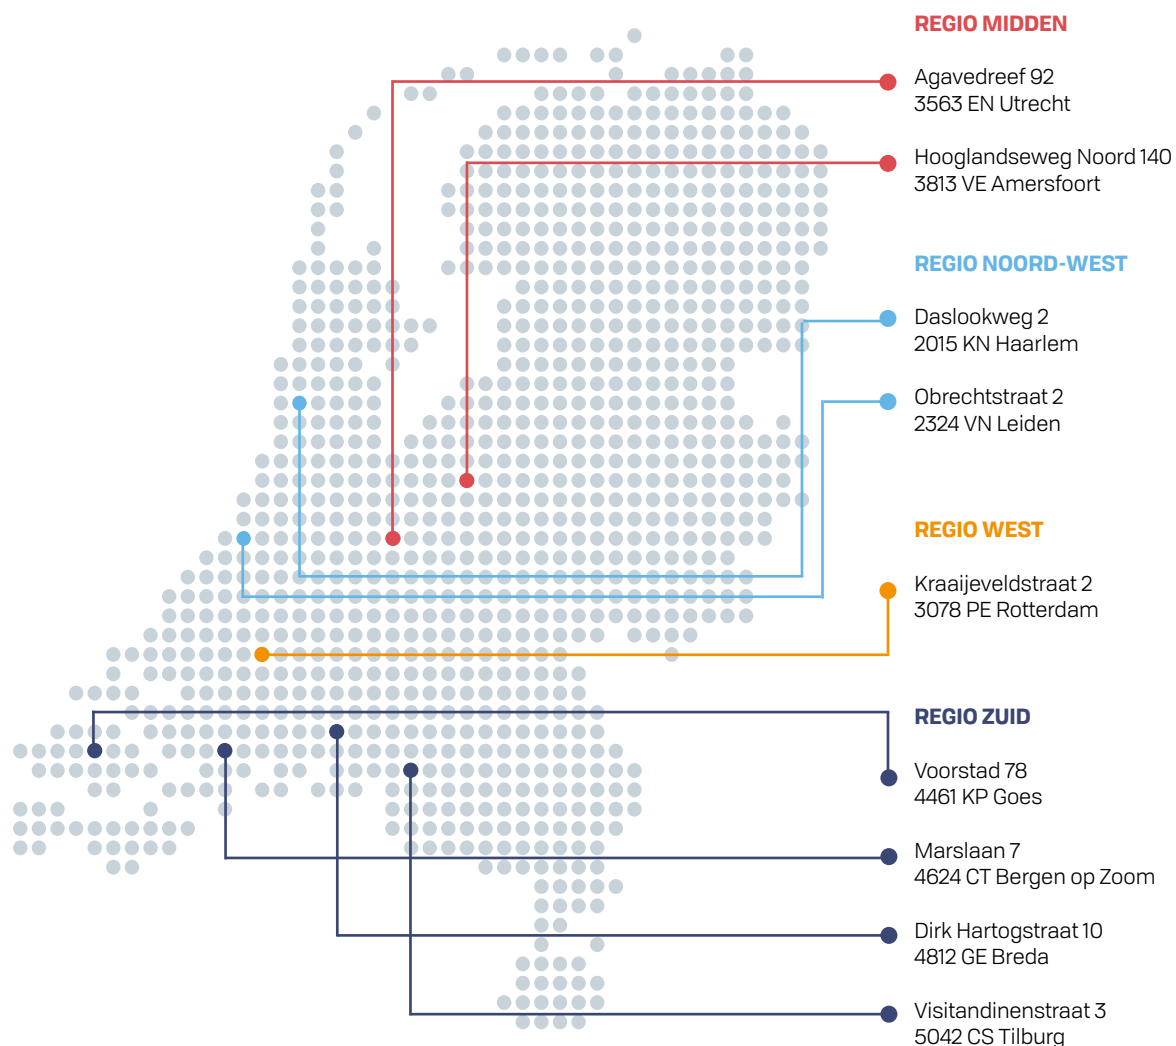 REGIO MIDDEN
Agavedreef 92
3563 EN Utrecht
Hooglandseweg Noord 140
3813 VE Amersfoort
REGIO NOORD-WEST
Daslookweg 2
2015 KN Haarlem
Obrechtstraat 2
2324 VN Leiden
REGIO WEST
Kraaijeveldstraat 2
3078 PE Rotterdam
REGIO ZUID
Voorstad 78
4461 KP Goes
Marslaan 7
4624 CT Bergen op Zoom
Dirk Hartogstraat 10
4812 GE Breda
Visitandinenstraat 3
5042 CS Tilburg